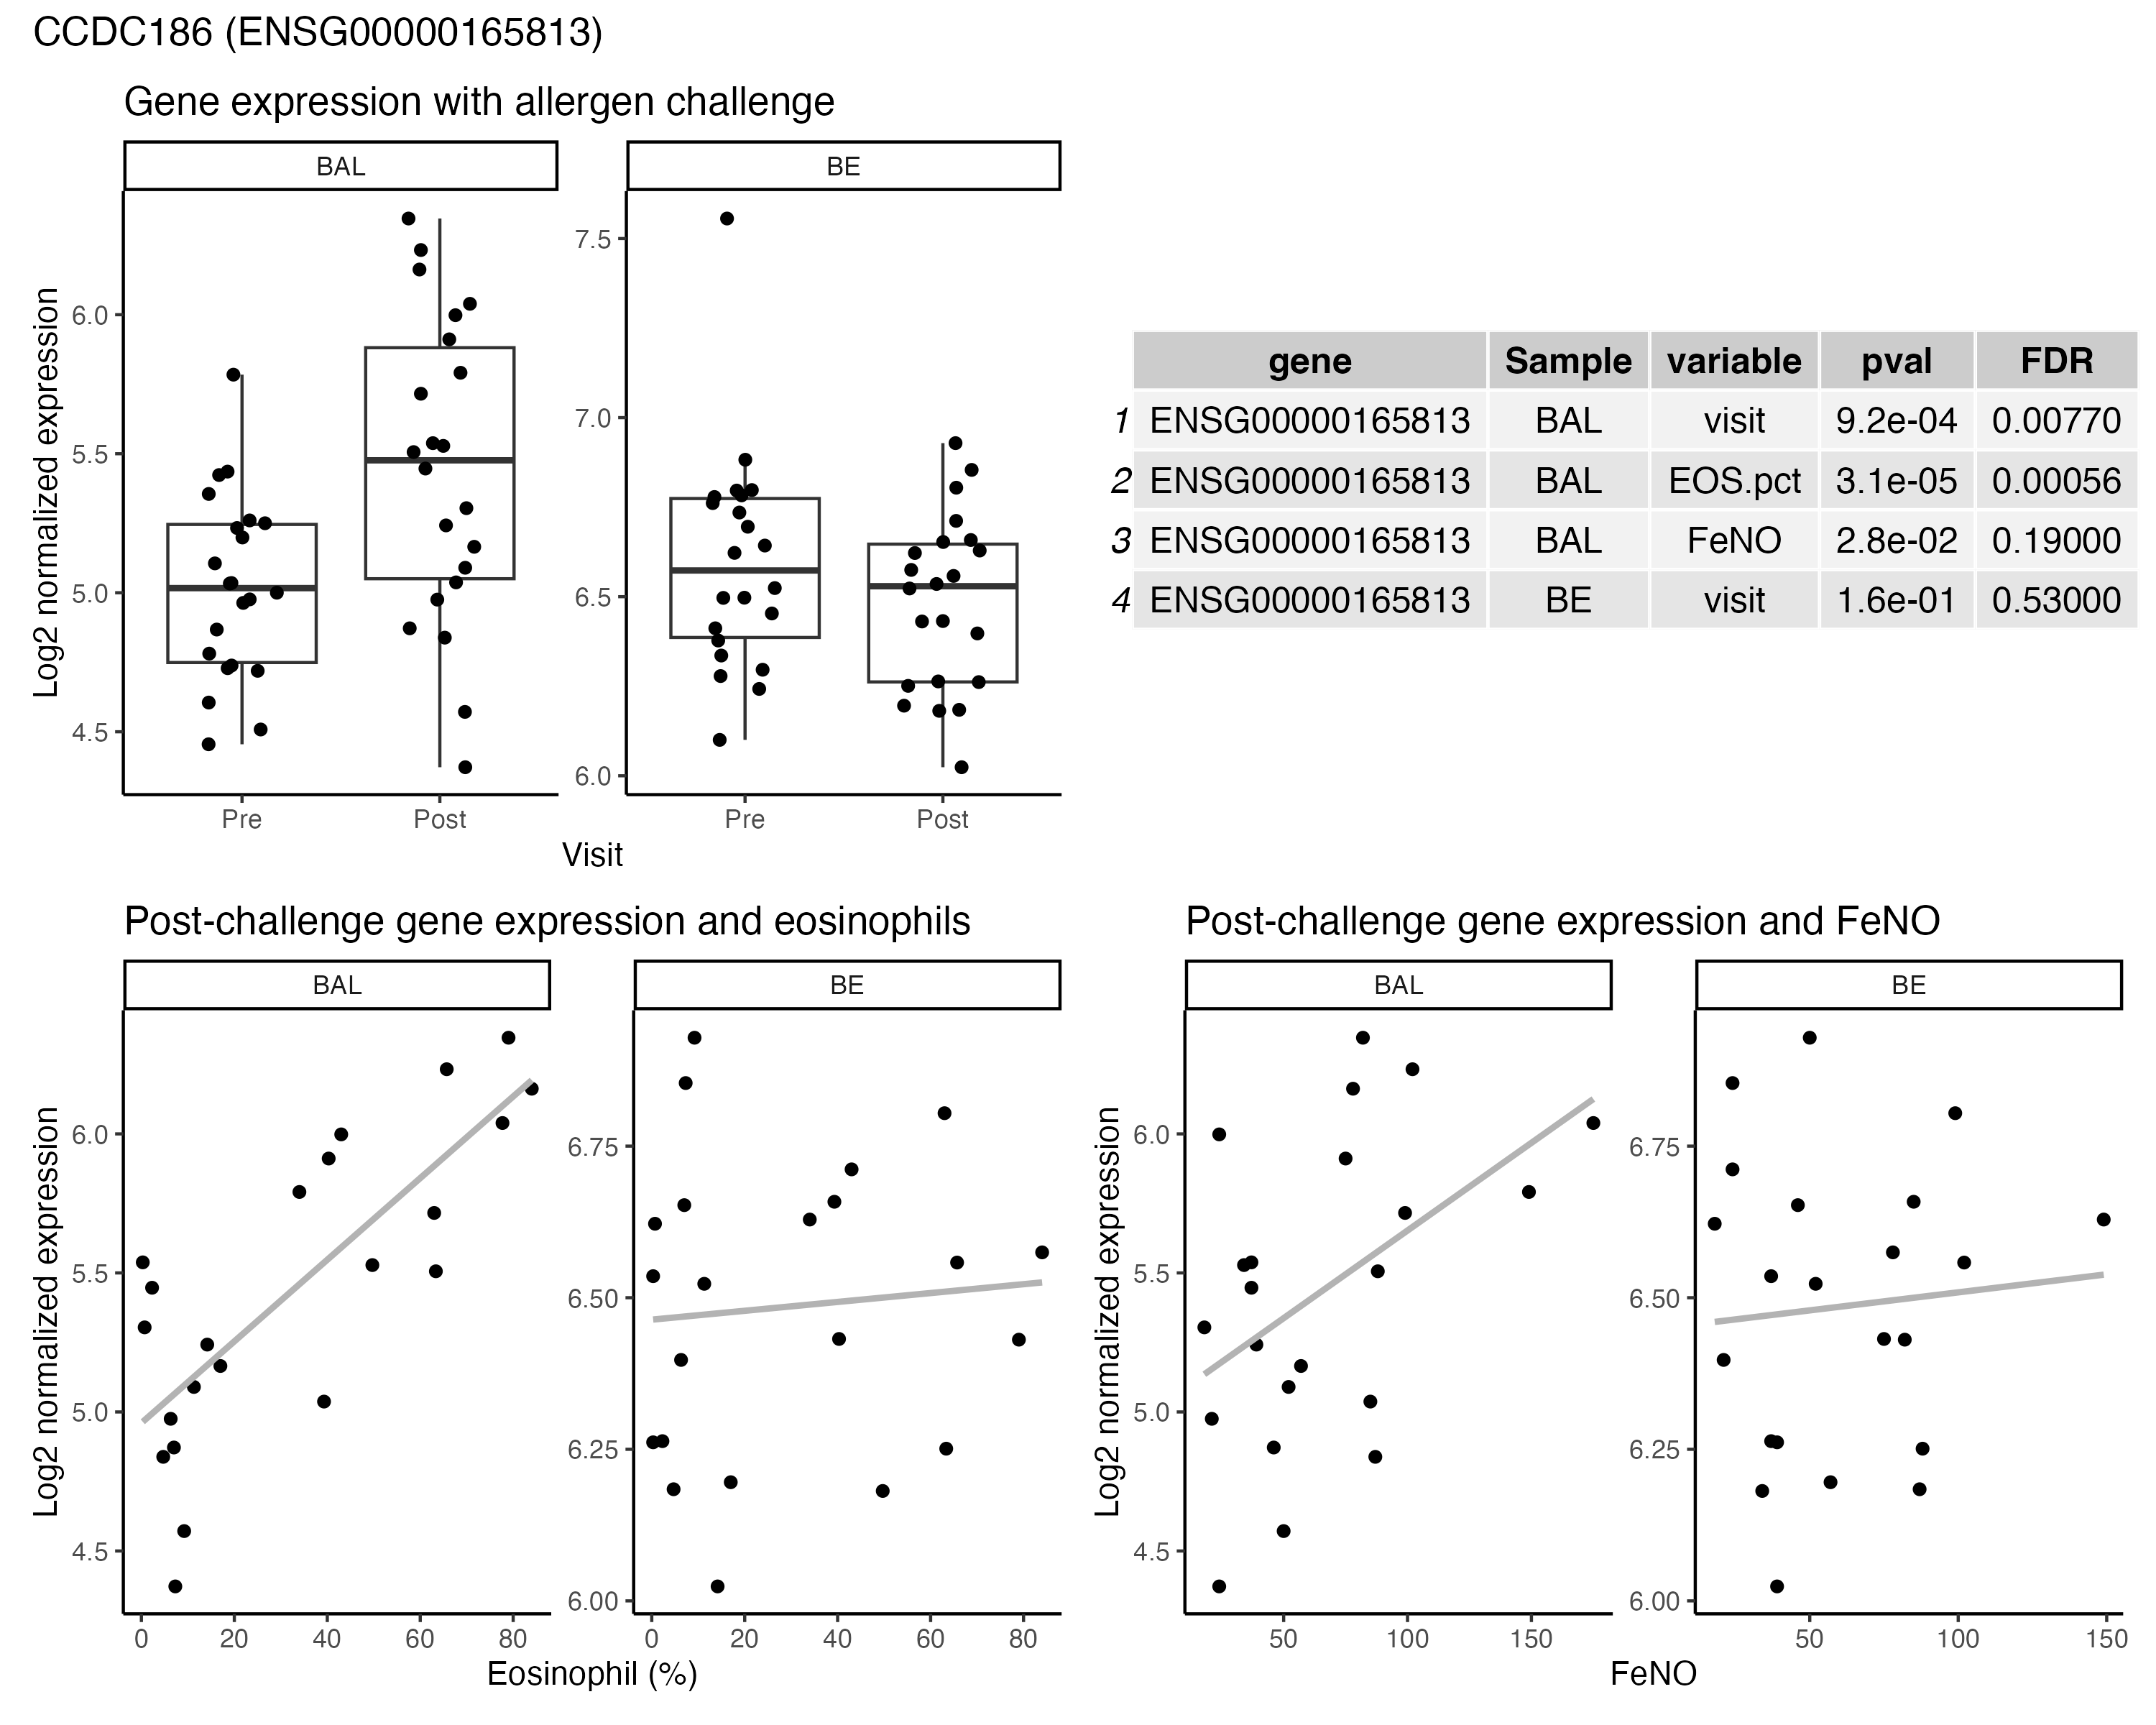 CCDC186 (ENSG00000165813)
Gene expression with allergen challenge
BAL
BE
Log2 normalized expression
6.0
5.5
5.0
4.5
7.5
7.0
6.5
6.0
Pre
Post
Pre
Post
Visit
gene Sample variable pval FDR
1 ENSG00000165813 BAL visit 9.2e-04 0.00770
2 ENSG00000165813 BAL EOS.pct 3.1e-05 0.00056
3 ENSG00000165813 BAL FeNO 2.8e-02 0.19000
4 ENSG00000165813 BE visit 1.6e-01 0.53000
Post-challenge gene expression and eosinophils
BAL
BE
Log2 normalized expression
6.0
5.5
5.0
4.5
6.75
6.50
6.25
6.00
0 20 40 60 80
0 20 40 60 80
Eosinophil (%)
Post-challenge gene expression and FeNO
BAL
BE
Log2 normalized expression
6.0
5.5
5.0
4.5
6.75
6.50
6.25
6.00
50 100 150
50 100 150
FeNO